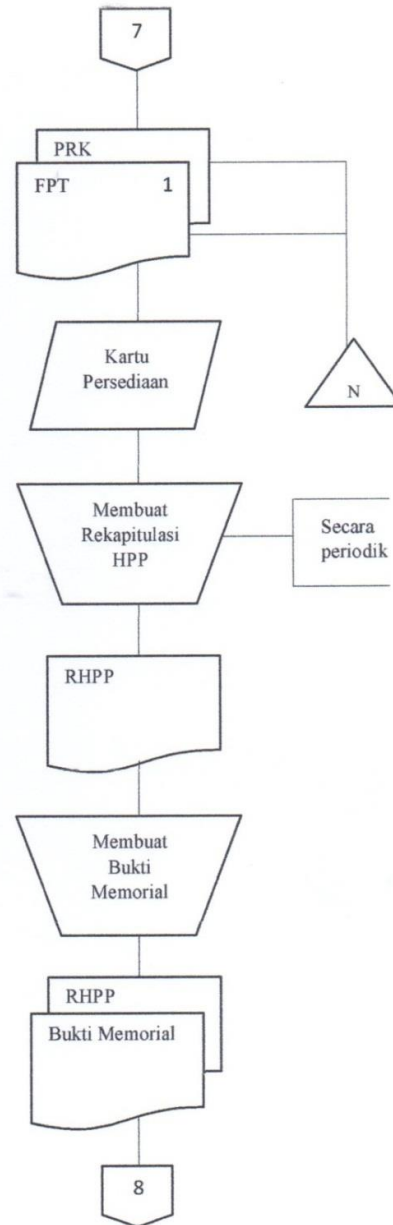 7
PRK
FPT 1
Kartu
Persediaan
N
Membuat
Rekapitulasi
HPP
Secara
periodik
RHPP
Membuat
Bukti
Memorial
RHPP
Bukti Memorial
8